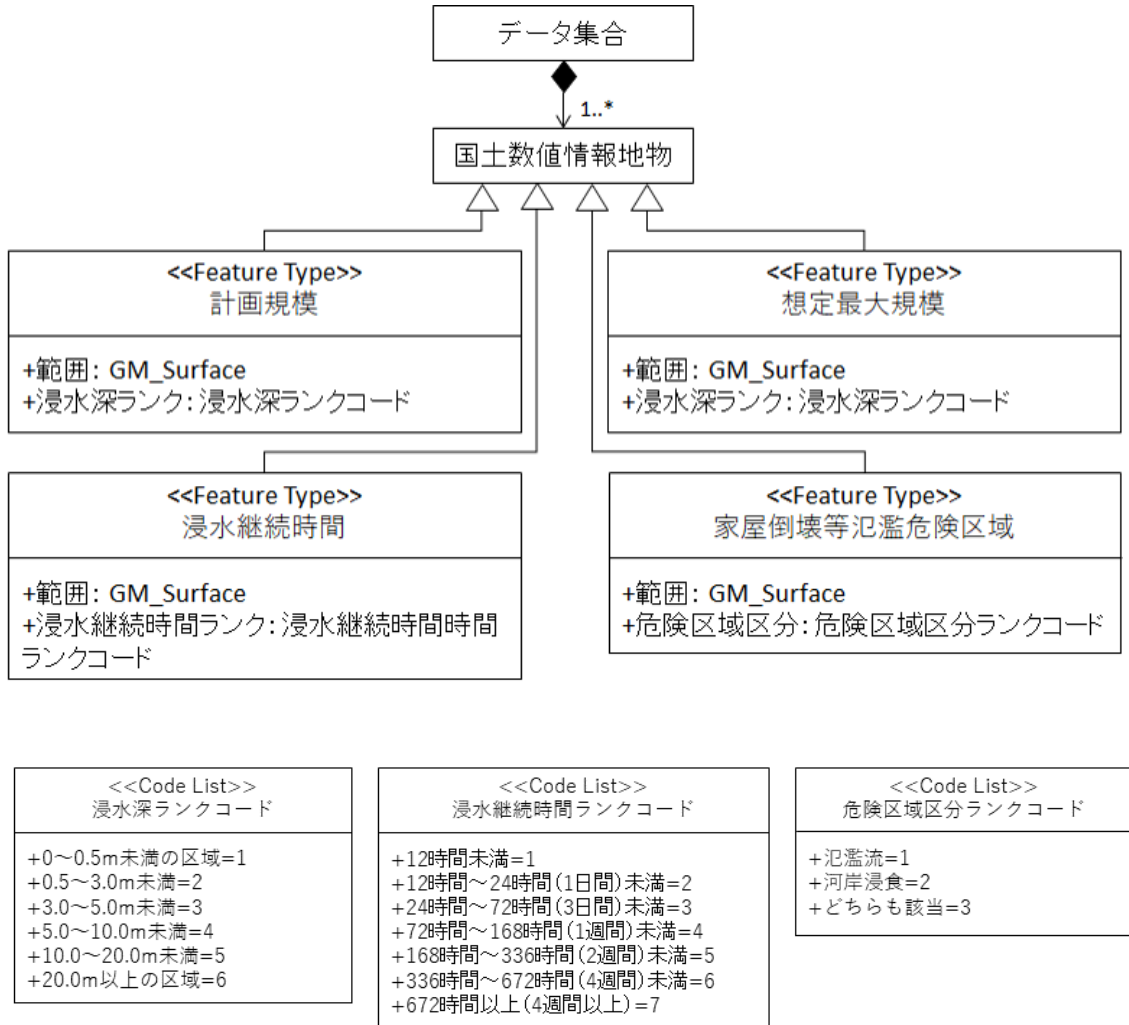 データ集合
1..*
国土数値情報地物
<<Feature Type>>
計画規模
+範囲: GM_Surface
+浸水深ランク:浸水深ランクコード
<<Feature Type>>
想定最大規模
+範囲: GM_Surface
+浸水深ランク:浸水深ランクコード
<<Feature Type>>
浸水継続時間
+範囲: GM_Surface
+浸水継続時間ランク:浸水継続時間時間
ランクコード
<<Feature Type>>
家屋倒壊等氾濫危険区域
+範囲: GM_Surface
+危険区域区分:危険区域区分ランクコード
<<Code List>>
浸水深ランクコード
+0～0.5m未満の区域=1
+0.5～3.0m未満=2
+3.0～5.0m未満=3
+5.0～10.0m未満=4
+10.0～20.0m未満=5
+20.0m以上の区域=6
<<Code List>>
浸水継続時間ランクコード
+12時間未満=1
+12時間～24時間(1日間)未満=2
+24時間～72時間(3日間)未満=3
+72時間～168時間(1週間)未満=4
+168時間～336時間(2週間)未満=5
+336時間～672時間(4週間)未満=6
+672時間以上(4週間以上)=7
<<Code List>>
危険区域区分ランクコード
+氾濫流=1
+河岸浸食=2
+どちらも該当=3